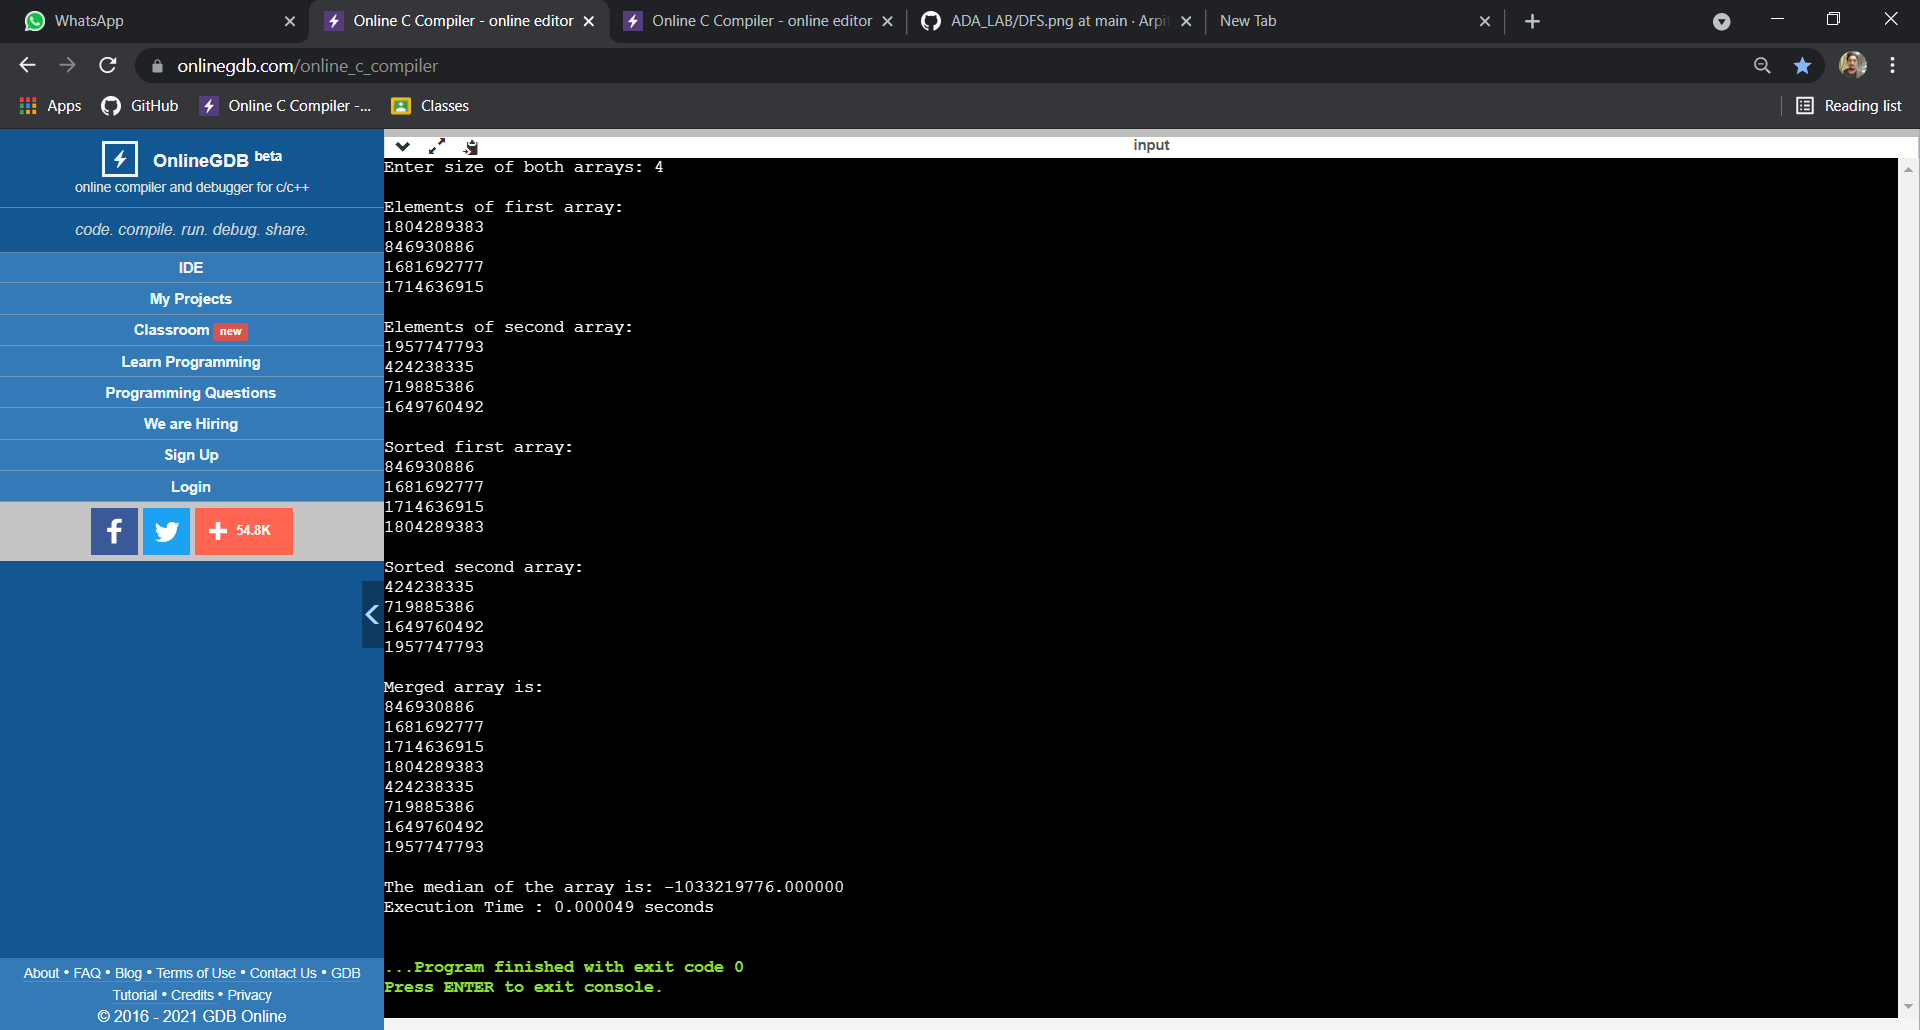 WhatsApp
Online C Compiler - online editor
Online C Compiler - online editor
ADA_LAB/DFS.png at main · Arpit
New Tab
onlinegdb.com/online_c_compiler
Apps
GitHub
Online C Compiler -...
Classes
Reading list
OnlineGDB beta
online compiler and debugger for c/c++
code. compile. run. debug. share.
IDE
My Projects
Classroom new
Learn Programming
Programming Questions
We are Hiring
Sign Up
Login
54.8K
About • FAQ • Blog • Terms of Use • Contact Us • GDB
Tutorial • Credits • Privacy
© 2016 - 2021 GDB Online
input
Enter size of both arrays: 4
Elements of first array:
1804289383
846930886
1681692777
1714636915
Elements of second array:
1957747793
424238335
719885386
1649760492
Sorted first array:
846930886
1681692777
1714636915
1804289383
Sorted second array:
424238335
719885386
1649760492
1957747793
Merged array is:
846930886
1681692777
1714636915
1804289383
424238335
719885386
1649760492
1957747793
The median of the array is: -1033219776.000000
Execution Time : 0.000049 seconds
...Program finished with exit code 0
Press ENTER to exit console.